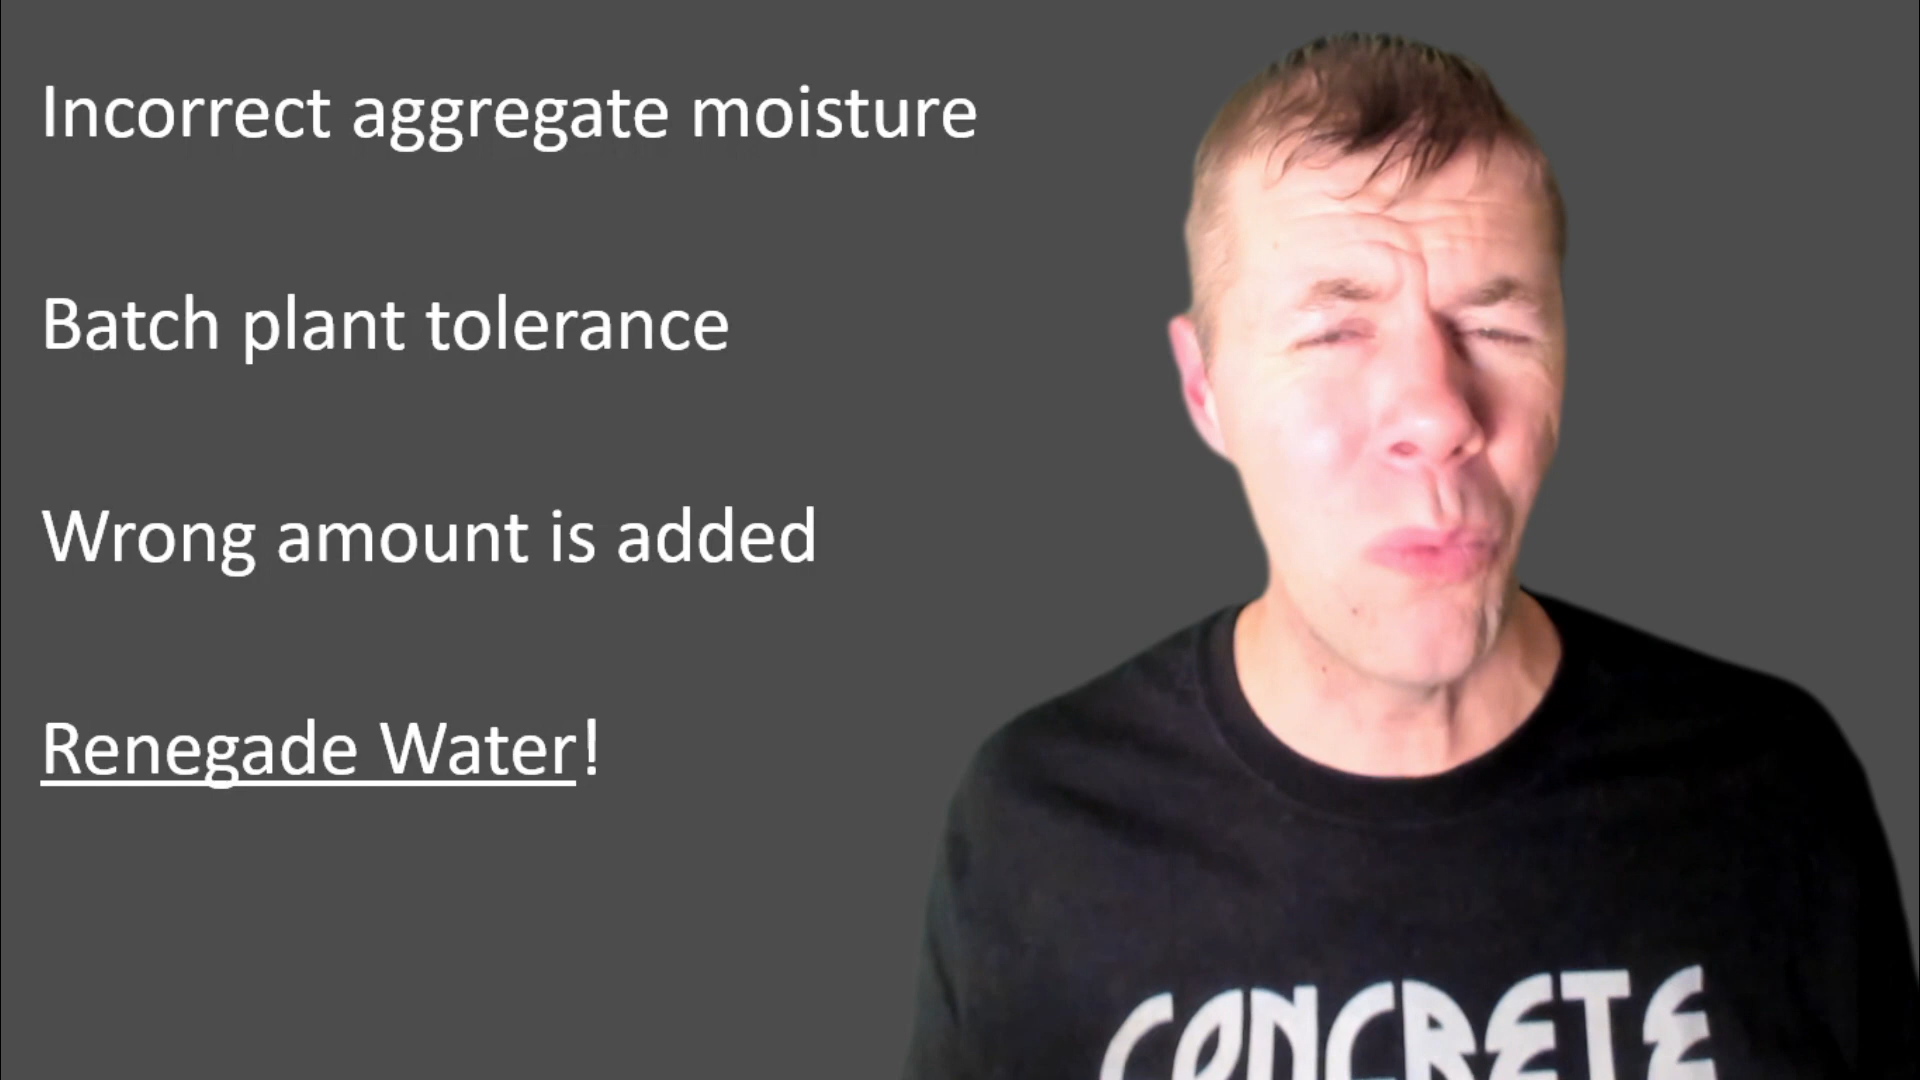 Incorrect aggregate moisture
Batch plant tolerance
Wrong amount is added
Renegade Water!
CONCRETE